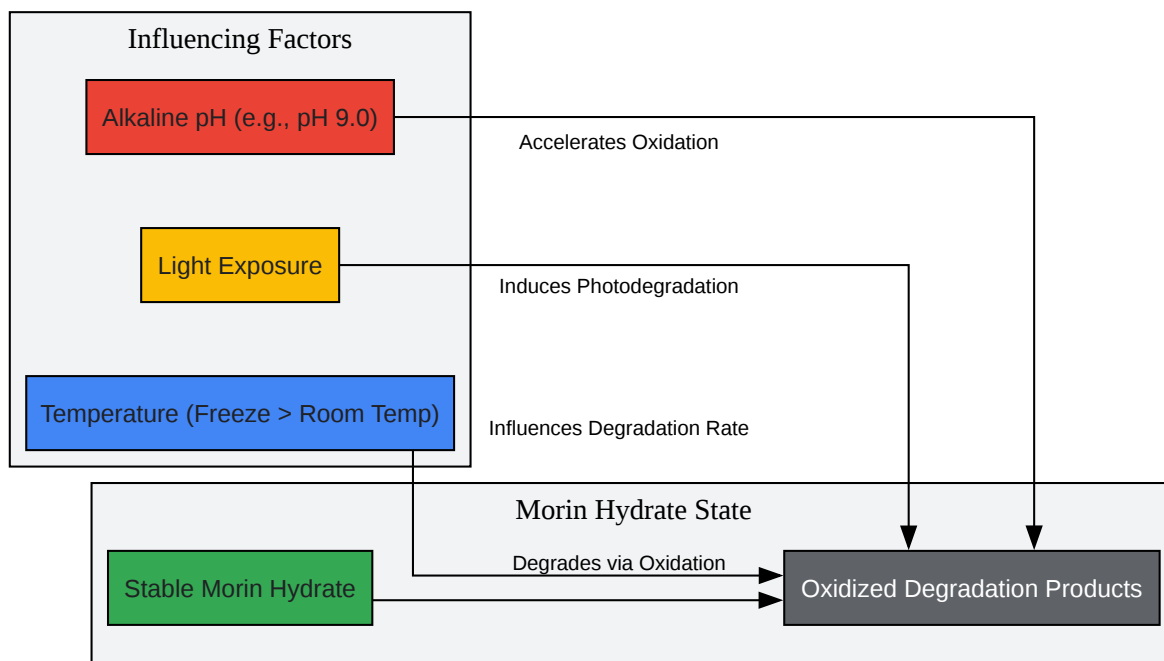 Influencing Factors
Alkaline pH (e.g., pH 9.0)
Accelerates Oxidation
Light Exposure
Induces Photodegradation
Temperature (Freeze > Room Temp)
Influences Degradation Rate
Morin Hydrate State
Degrades via Oxidation
Stable Morin Hydrate
Oxidized Degradation Products